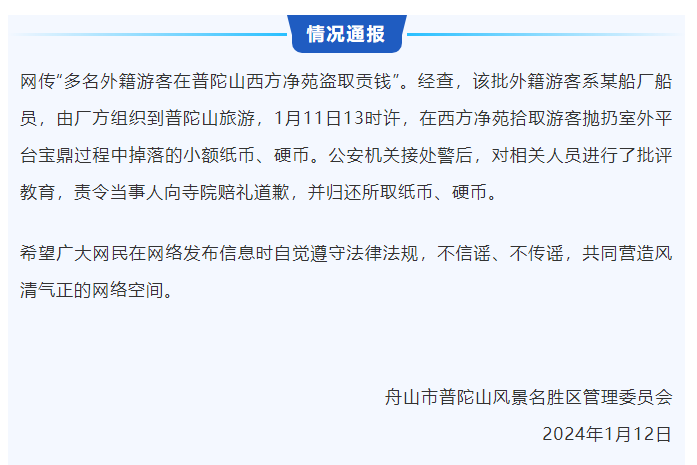 情况通报
网传“多名外籍游客在普陀山西方净苑盗取贡钱”。经查，该批外籍游客系某船厂船
员，由厂方组织到普陀山旅游，1月11日13时许，在西方净苑拾取游客抛扔室外平
台宝鼎过程中掉落的小额纸币、硬币。公安机关接处警后，对相关人员进行了批评
教育，责令当事人向寺院赔礼道歉，并归还所取纸币、硬币。
希望广大网民在网络发布信息时自觉遵守法律法规，不信谣、不传谣，共同营造风
清气正的网络空间。
舟山市普陀山风景名胜区管理委员会
2024年1月12日